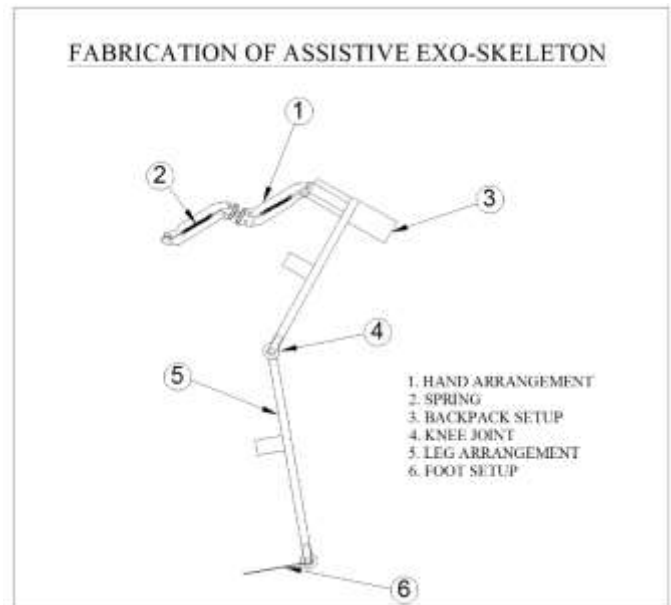 FABRICATION OF ASSISTIVE EXO-SKELETON
1
2
3
4
5
1. HAND ARRANGEMENT
2. SPRING
3. BACKPACK SETUP
4. KNEE JOINT
5. LEG ARRANGEMENT
6. FOOT SETUP
6